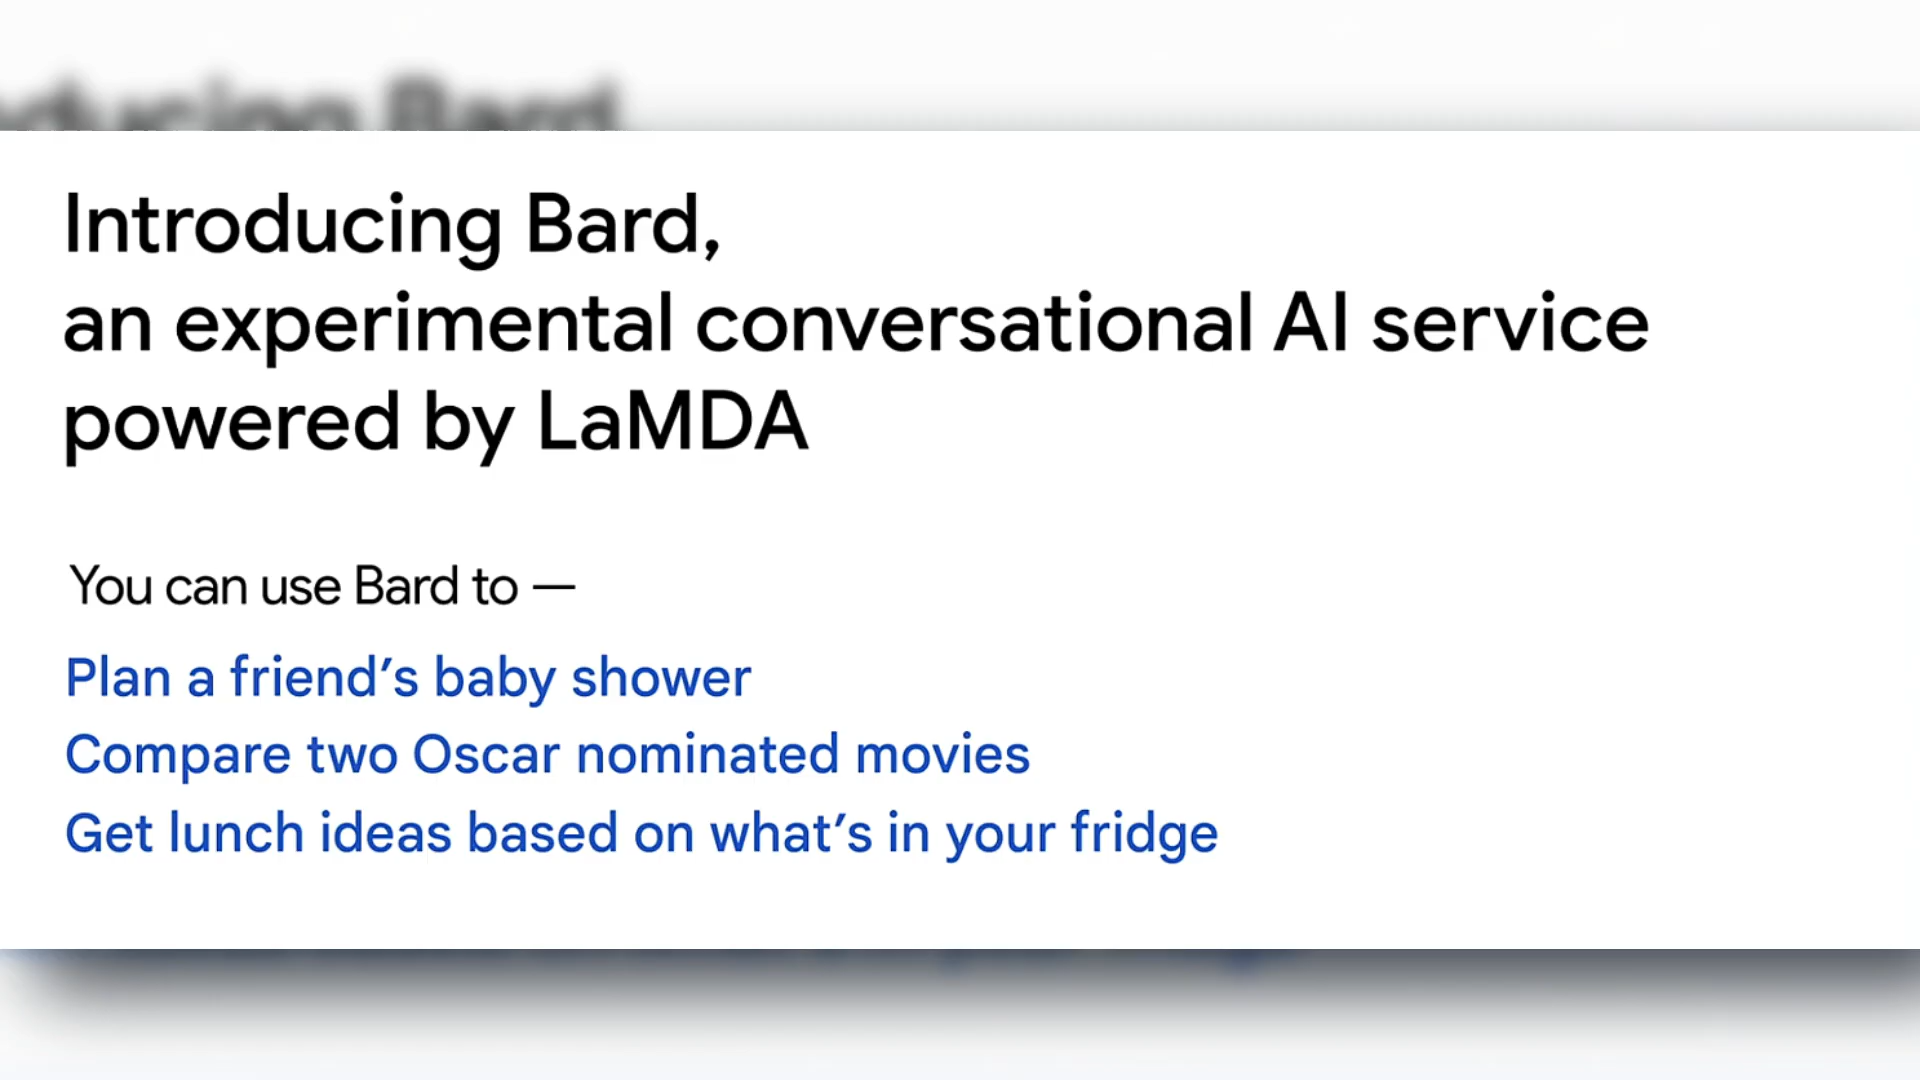 Introducing Bard,
an experimental conversational AI service
powered by LaMDA
You can use Bard to —
Plan a friend’s baby shower
Compare two Oscar nominated movies
Get lunch ideas based on what’s in your fridge